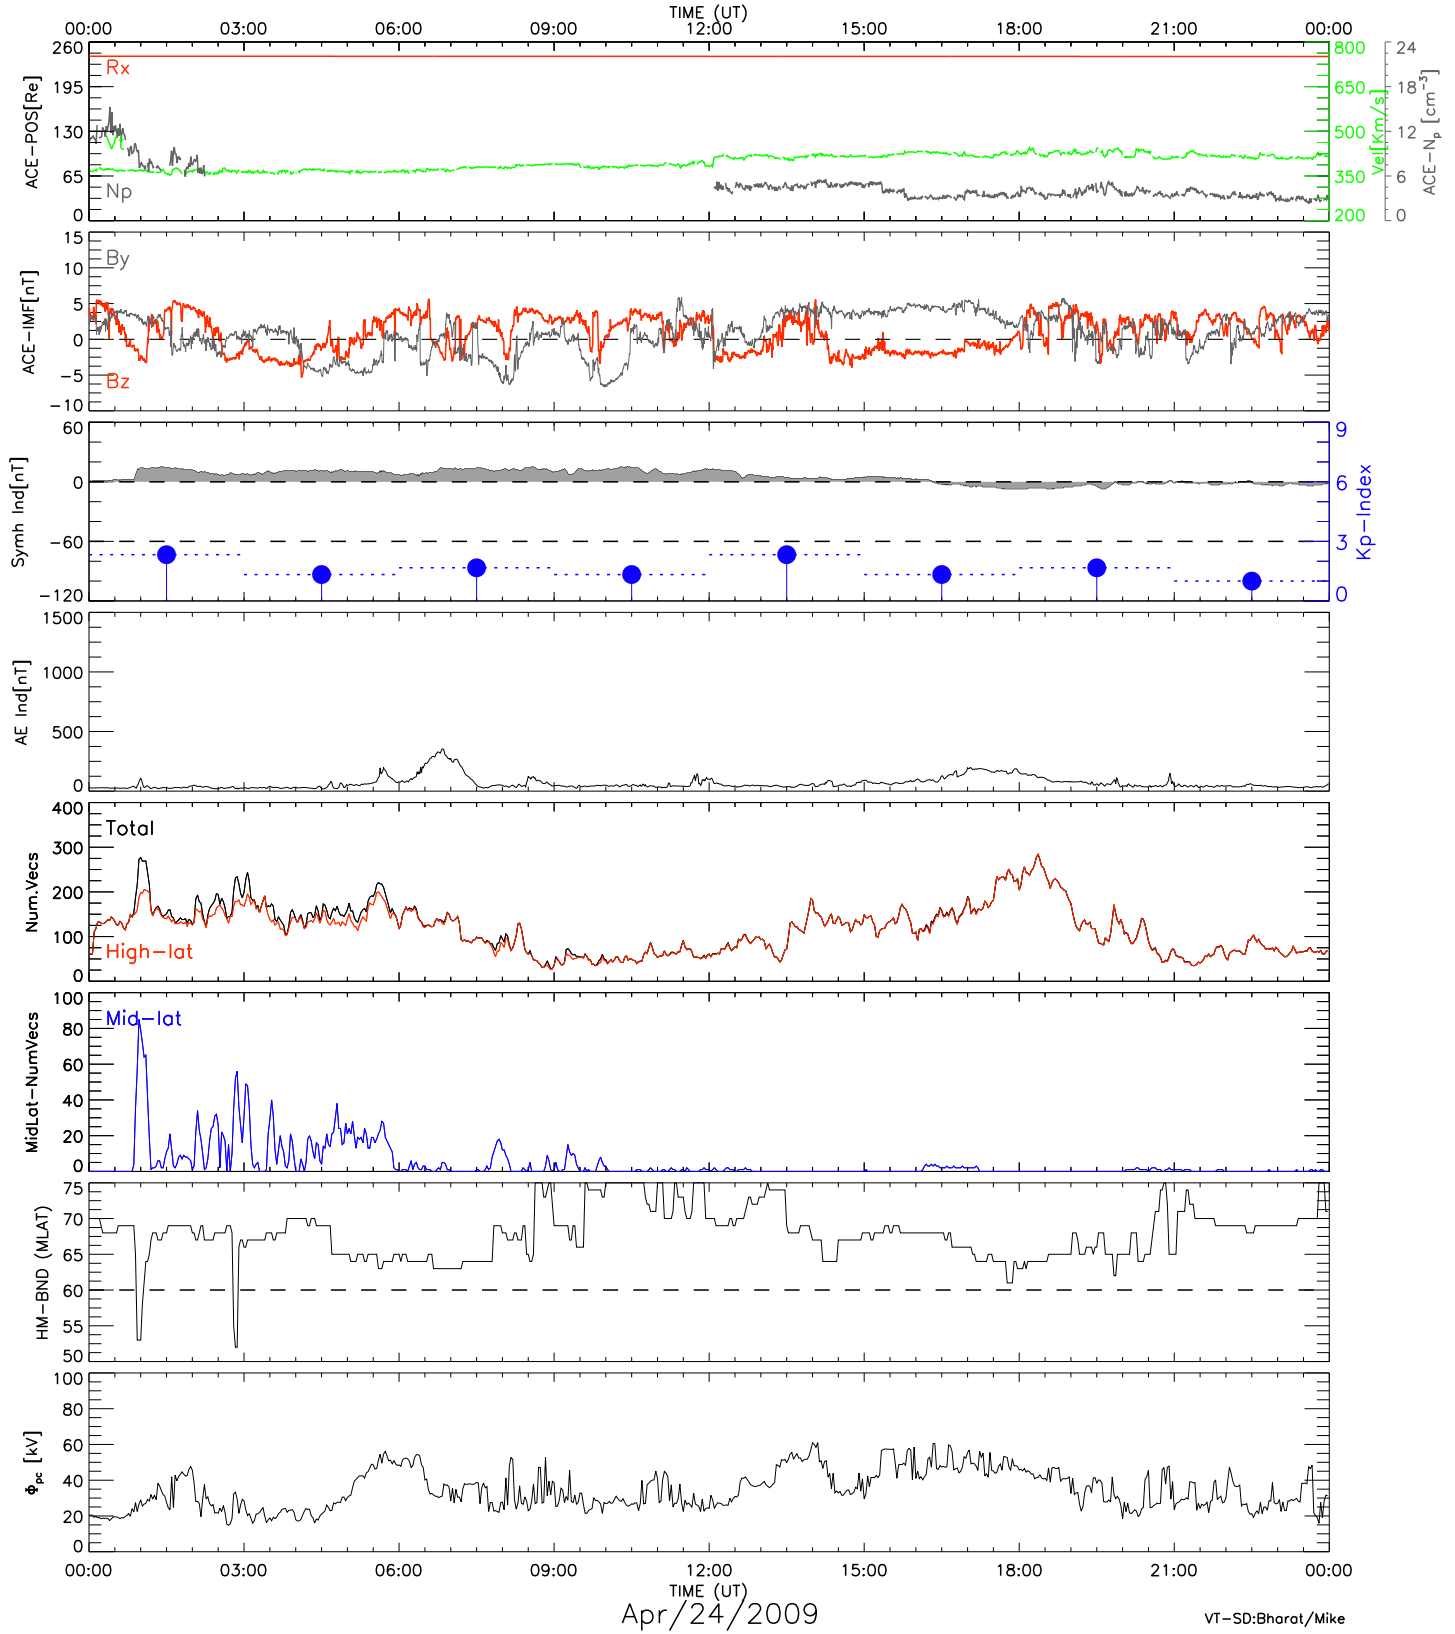 TIME (UT)
00:00 03:00 06:00 09:00 12:00 15:00 18:00 21:00 00:00
ACE-POS[Re]
260
195
130
65
0
Rx
Vt
Np
800
650
500
350
200
Vel[Km/s]
24
18
12
6
0
ACE-Np [cm-3]
ACE-IMF[nT]
15
10
5
0
-5
-10
By
Bz
Symh Ind[nT]
60
0
-60
-120
9
6
3
0
Kp-Index
AE Ind[nT]
1500
1000
500
0
Num.Vecs
400
300
200
100
0
Total
High-lat
MidLat-NumVecs
100
80
60
40
20
0
Mid-lat
HM-BND (MLAT)
75
70
65
60
55
50
Φpc [kV]
100
80
60
40
20
0
00:00 03:00 06:00 09:00 12:00 15:00 18:00 21:00 00:00
TIME (UT)
Apr/24/2009
VT-SD:Bharat/Mike